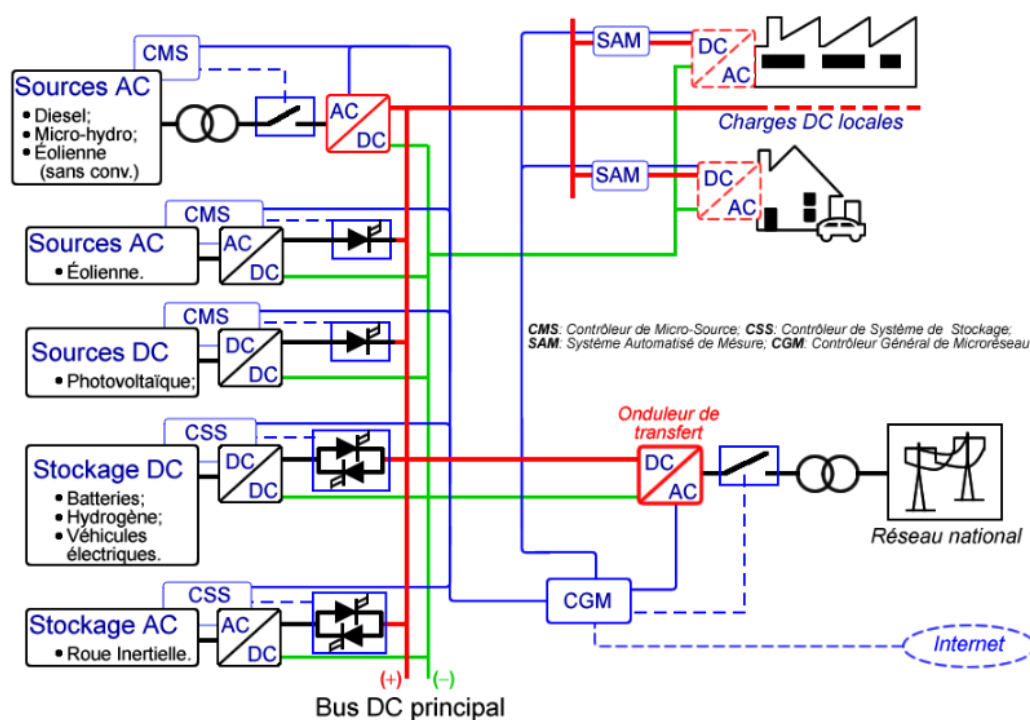 CMS
Sources AC
• Diesel;
• Micro-hydro;
• Éolienne
(sans conv.)
AC
DC
SAM
DC
AC
Charges DC locales
SAM
DC
AC
CMS
Sources AC
• Éolienne.
AC
DC
CMS
Sources DC
• Photovoltaïque;
DC
DC
CMS: Contrôleur de Micro-Source; CSS: Contrôleur de Système de Stockage;
SAM: Système Automatisé de Mésure; CGM: Contrôleur Général de Microréseau
CSS
Stockage DC
• Batteries;
• Hydrogène;
• Véhicules
électriques.
DC
DC
Onduleur de
transfert
DC
AC
Réseau national
CSS
Stockage AC
• Roue Inertielle.
AC
DC
CGM
Internet
(+) (−)
Bus DC principal